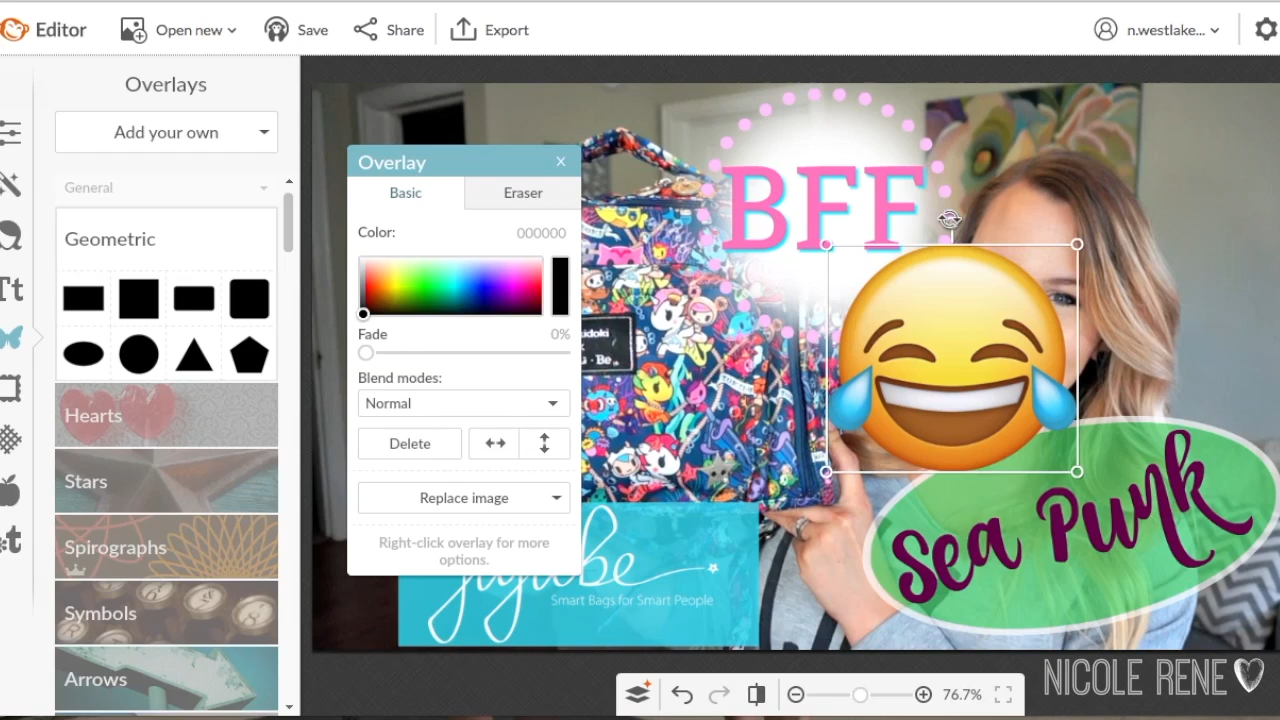 Editor
Open new
Save
Share
Export
n.westlake...
Overlays
Add your own
General
Geometric
Hearts
Stars
Spirographs
Symbols
Arrows
Tt
:t
Overlay
Basic
Eraser
Color:
000000
Fade
0%
Blend modes:
Normal
Delete
Replace image
Right-click overlay for more
options.
BFF
Be.
Sea Punk
Smart Bags for Smart People
76.7%
NICOLE RENE